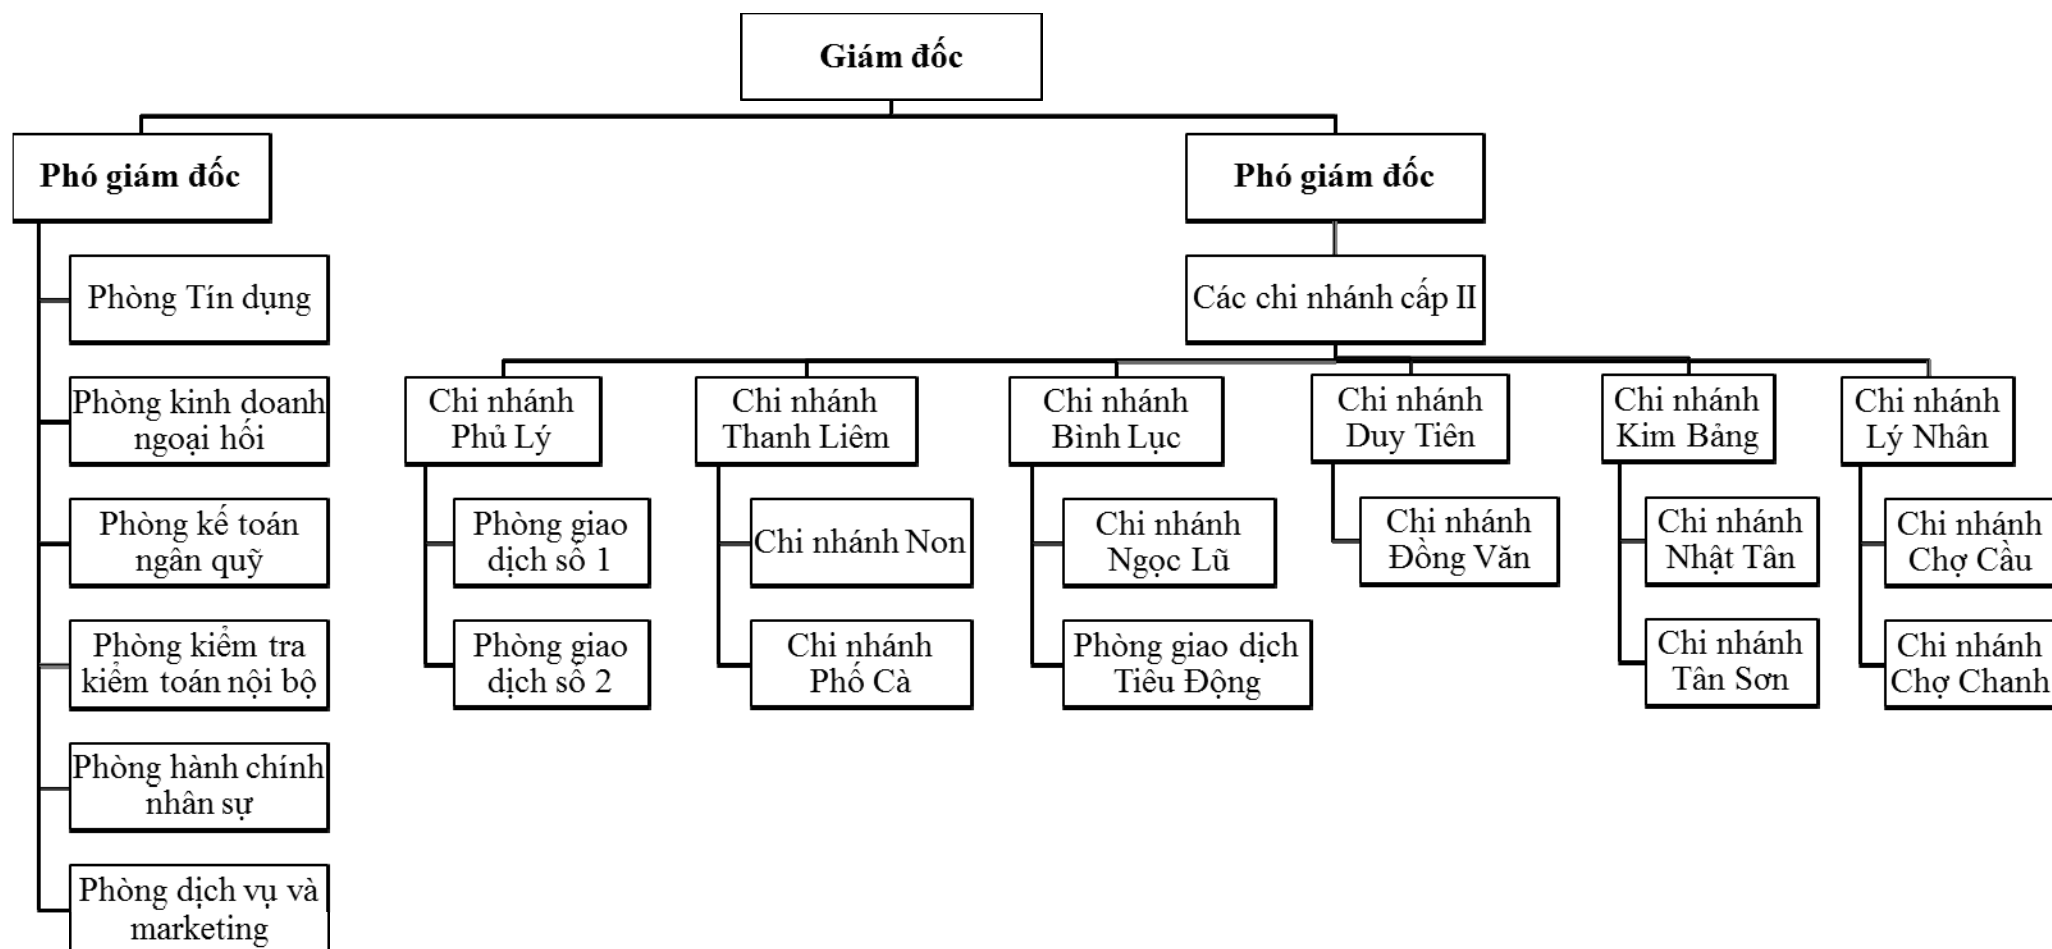 Giám đốc
Phó giám đốc
Phó giám đốc
Phòng Tín dụng
Các chi nhánh cấp II
Phòng kinh doanh
ngoại hối
Chi nhánh
Phủ Lý
Chi nhánh
Thanh Liêm
Chi nhánh
Bình Lục
Chi nhánh
Duy Tiên
Chi nhánh
Kim Bảng
Chi nhánh
Lý Nhân
Phòng kế toán
ngân quỹ
Phòng giao
dịch số 1
Chi nhánh Non
Chi nhánh
Ngọc Lũ
Chi nhánh
Đồng Văn
Chi nhánh
Nhật Tân
Chi nhánh
Chợ Cầu
Phòng kiểm tra
kiểm toán nội bộ
Phòng giao
dịch số 2
Chi nhánh
Phố Cà
Phòng giao dịch
Tiêu Động
Chi nhánh
Tân Sơn
Chi nhánh
Chợ Chanh
Phòng hành chính
nhân sự
Phòng dịch vụ và
marketing